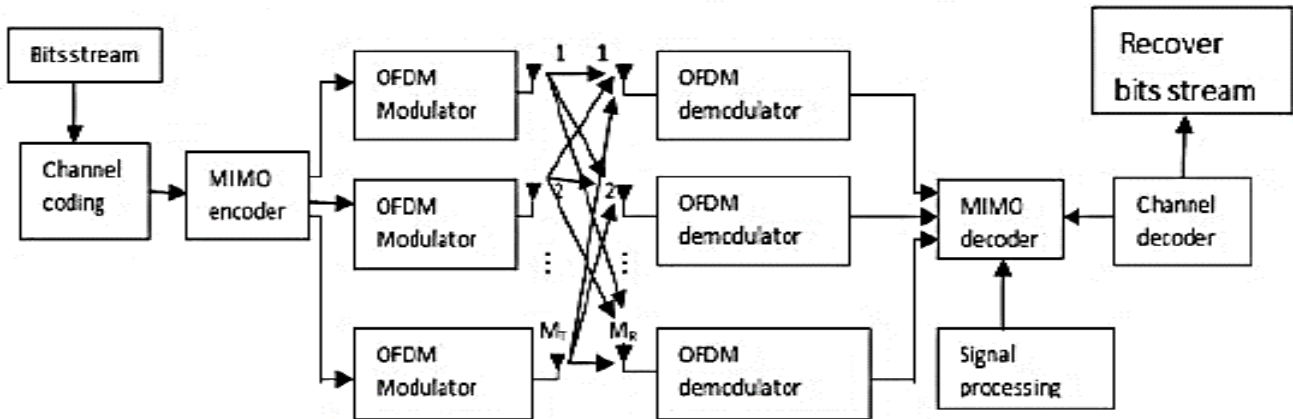 Bitsstream
Channel
coding
MIMO
encoder
OFDM
Modulator
OFDM
Modulator
OFDM
Modulator
1 1
2 2
⋮ ⋮
M_T M_R
OFDM
demodulator
OFDM
demodulator
OFDM
demodulator
MIMO
decoder
Signal
processing
Channel
decoder
Recover
bits stream